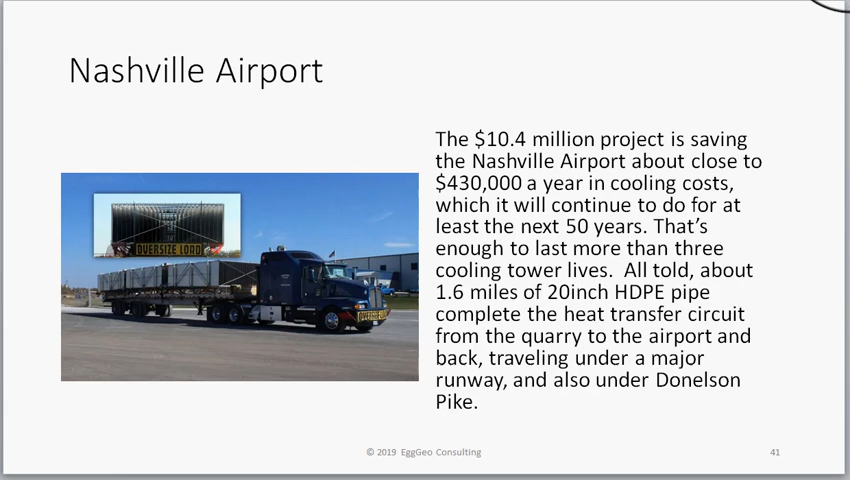 Nashville Airport
The $10.4 million project is saving
the Nashville Airport about close to
$430,000 a year in cooling costs,
which it will continue to do for at
least the next 50 years. That’s
enough to last more than three
cooling tower lives.  All told, about
1.6 miles of 20inch HDPE pipe
complete the heat transfer circuit
from the quarry to the airport and
back, traveling under a major
runway, and also under Donelson
Pike.
OVERSIZE LOAD
OVERSIZE LOAD
© 2019 EggGeo Consulting
41